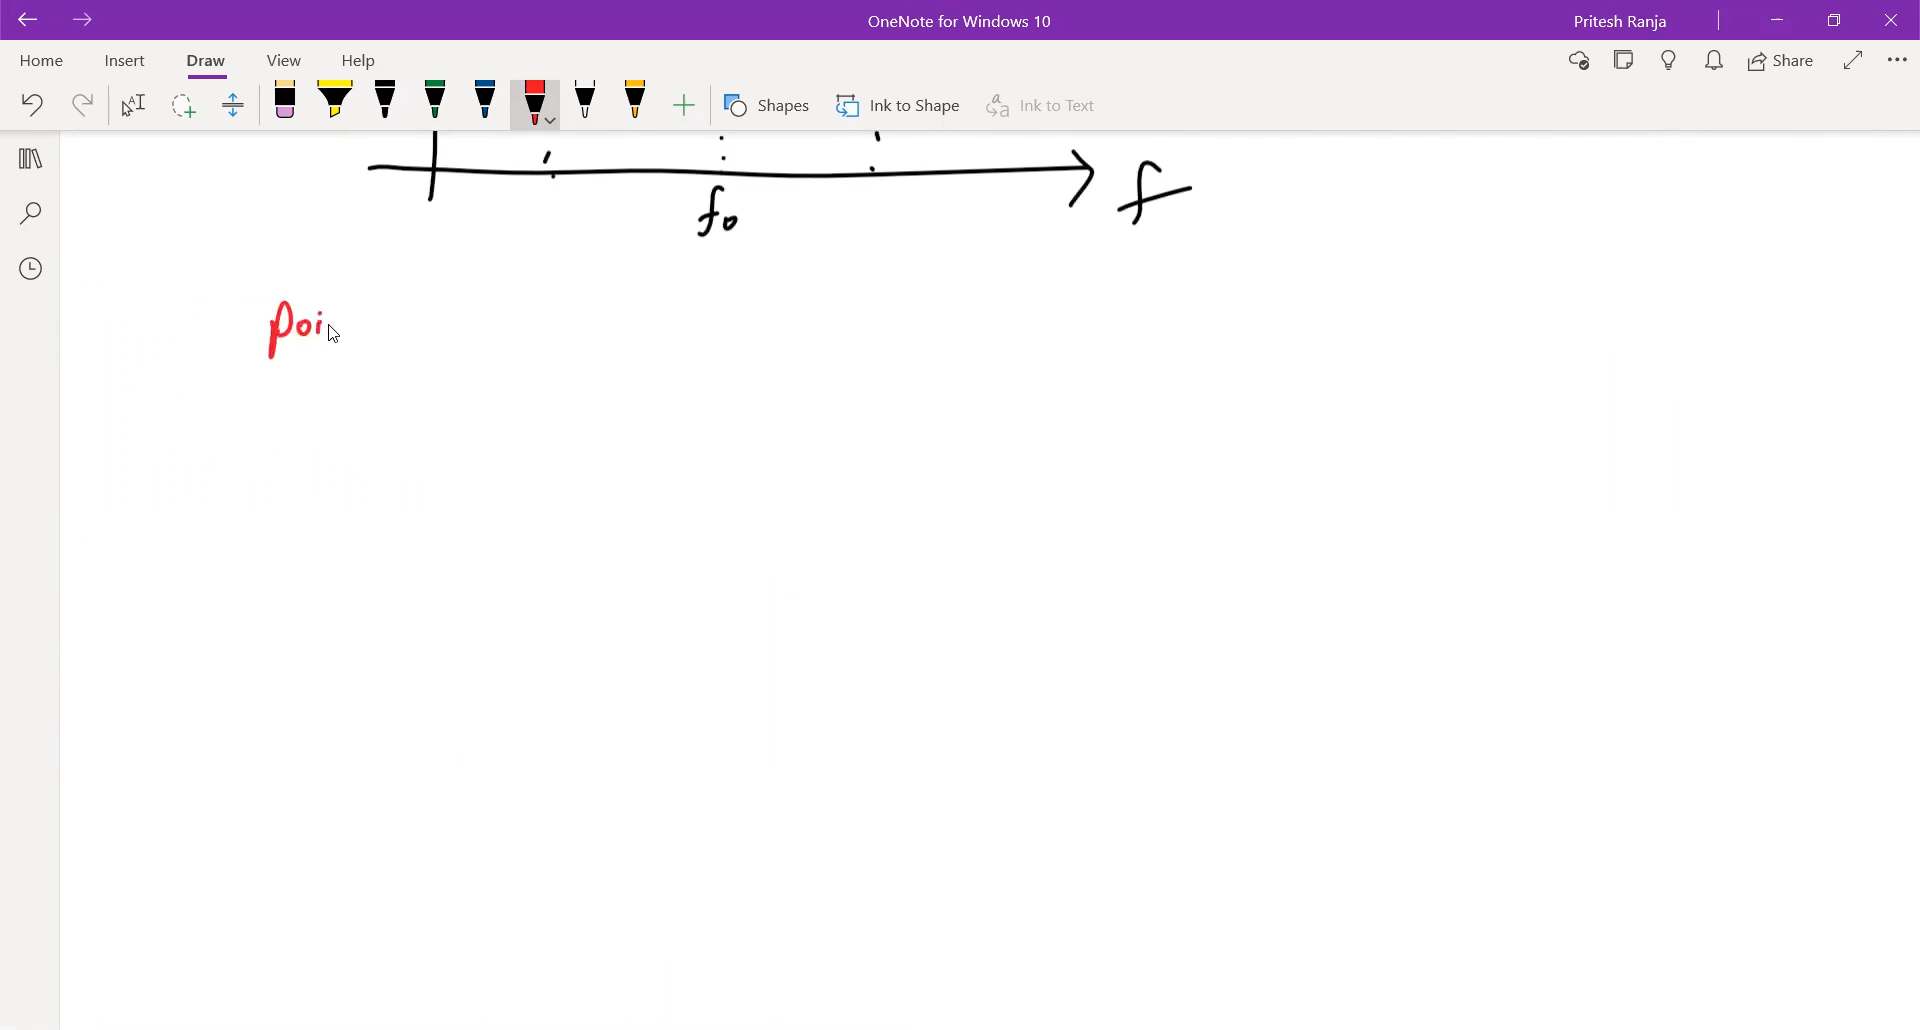 OneNote for Windows 10
Pritesh Ranja
Home Insert Draw View Help
Share
Shapes Ink to Shape Ink to Text
f
f₀
poi